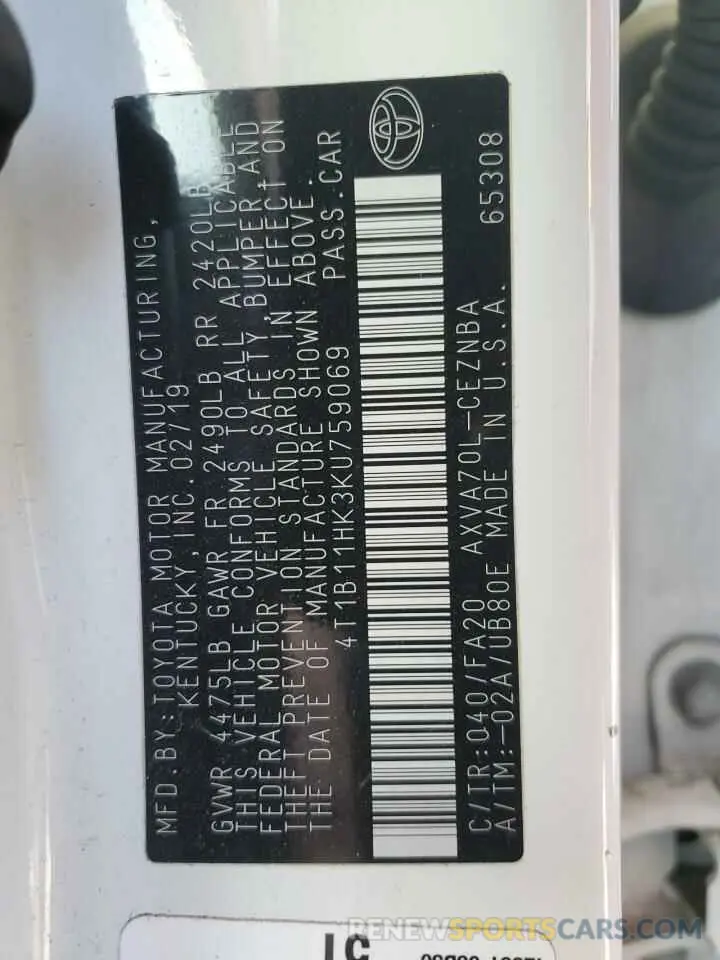 MFD.BY:TOYOTA MOTOR MANUFACTURING,
KENTUCKY,INC.02/19
GVWR 4475LB GAWR FR 2490LB RR 2420LB
THIS VEHICLE CONFORMS TO ALL APPLICABLE
FEDERAL MOTOR VEHICLE SAFETY,BUMPER,AND
THEFT PREVENTION STANDARDS IN EFFECT ON
THE DATE OF MANUFACTURE SHOWN ABOVE.
4T1B11HK3KU759069 PASS.CAR
C/TR:040/FA20 AXVA70L-CEZNBA 65308
A/TM:-02A/UB80E MADE IN U.S.A.
RENEWSPORTSCARS.COM